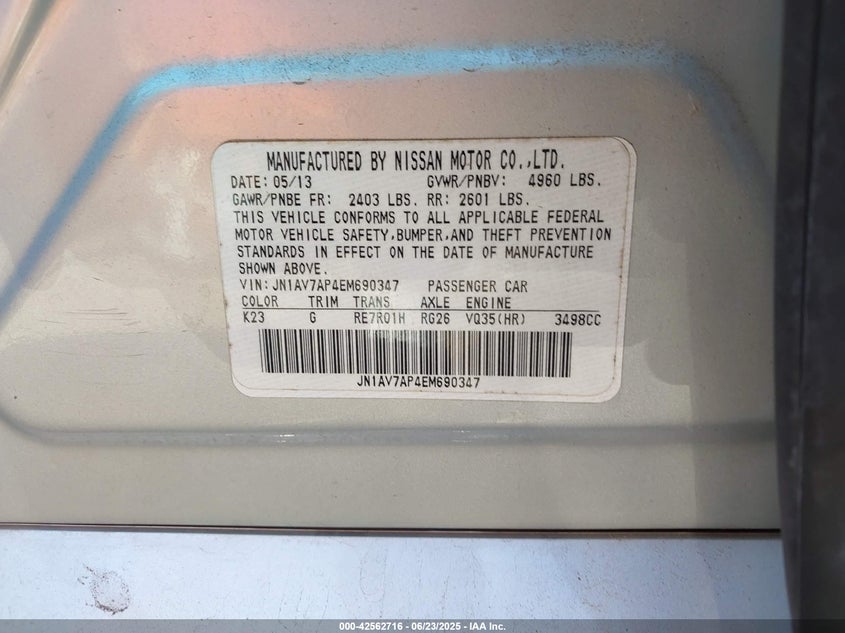 MANUFACTURED BY NISSAN MOTOR CO.,LTD.
DATE: 05/13 GVWR/PNBV: 4960 LBS.
GAWR/PNBE FR: 2403 LBS. RR: 2601 LBS.
THIS VEHICLE CONFORMS TO ALL APPLICABLE FEDERAL
MOTOR VEHICLE SAFETY,BUMPER,AND THEFT PREVENTION
STANDARDS IN EFFECT ON THE DATE OF MANUFACTURE
SHOWN ABOVE.
VIN: JN1AV7AP4EM690347 PASSENGER CAR
COLOR TRIM TRANS AXLE ENGINE
K23 G RE7R01H RG26 VQ35(HR) 3498CC
JN1AV7AP4EM690347
000-42562716 - 06/23/2025 - IAA Inc.